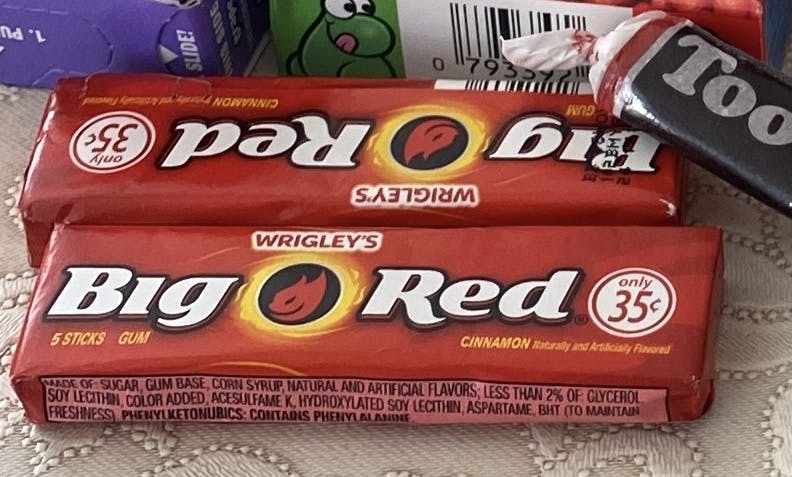 1. PU
SLIDE!
THIS SIDE
0 793392
Too
CINNAMON Naturally and Artificially Flavored
GUM
only
35¢
Big Red
WRIGLEY'S
WRIGLEY'S
Big Red®
only
35¢
5 STICKS GUM
CINNAMON Naturally and Artificially Flavored
MADE OF: SUGAR, GUM BASE, CORN SYRUP, NATURAL AND ARTIFICIAL FLAVORS; LESS THAN 2% OF: GLYCEROL,
SOY LECITHIN, COLOR ADDED, ACESULFAME K, HYDROXYLATED SOY LECITHIN, ASPARTAME, BHT (TO MAINTAIN
FRESHNESS). PHENYLKETONURICS: CONTAINS PHENYLALANINE.